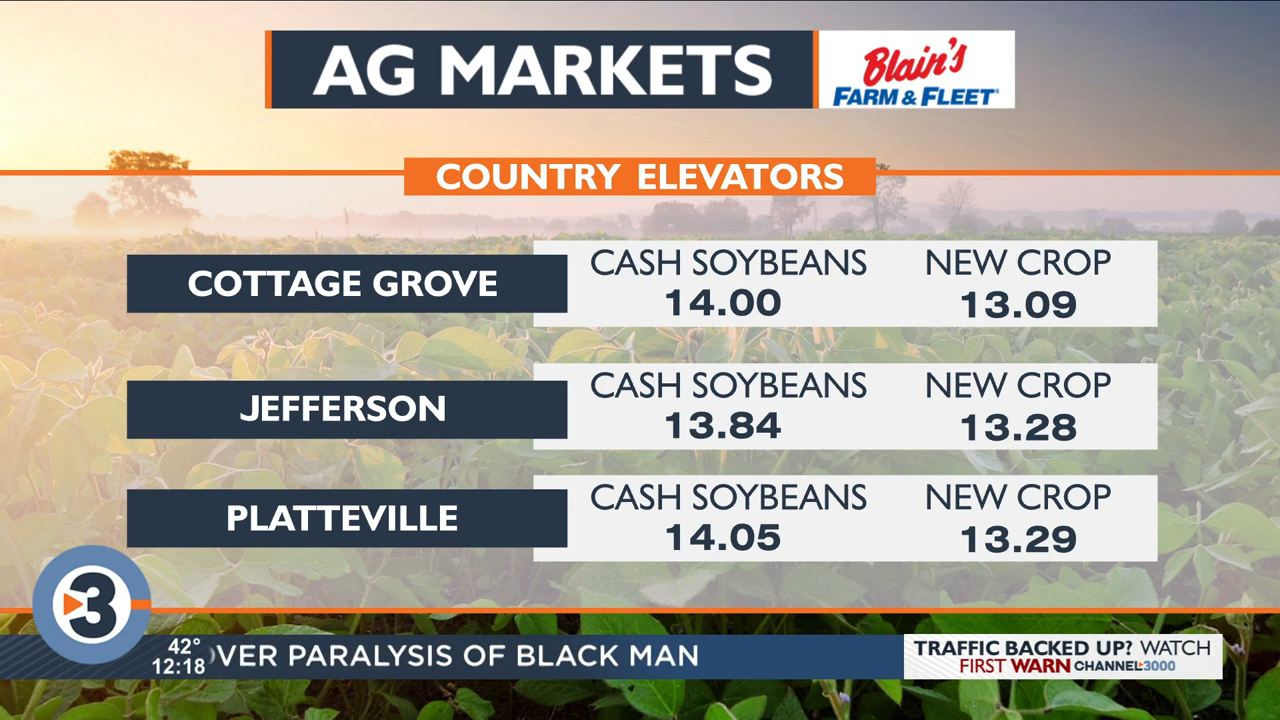 AG MARKETS
Blain's
FARM & FLEET
COUNTRY ELEVATORS
COTTAGE GROVE
CASH SOYBEANS
NEW CROP
14.00
13.09
JEFFERSON
CASH SOYBEANS
NEW CROP
13.84
13.28
PLATTEVILLE
CASH SOYBEANS
NEW CROP
14.05
13.29
3
42°
12:18
VER PARALYSIS OF BLACK MAN
TRAFFIC BACKED UP? WATCH
FIRST WARN CHANNEL3000